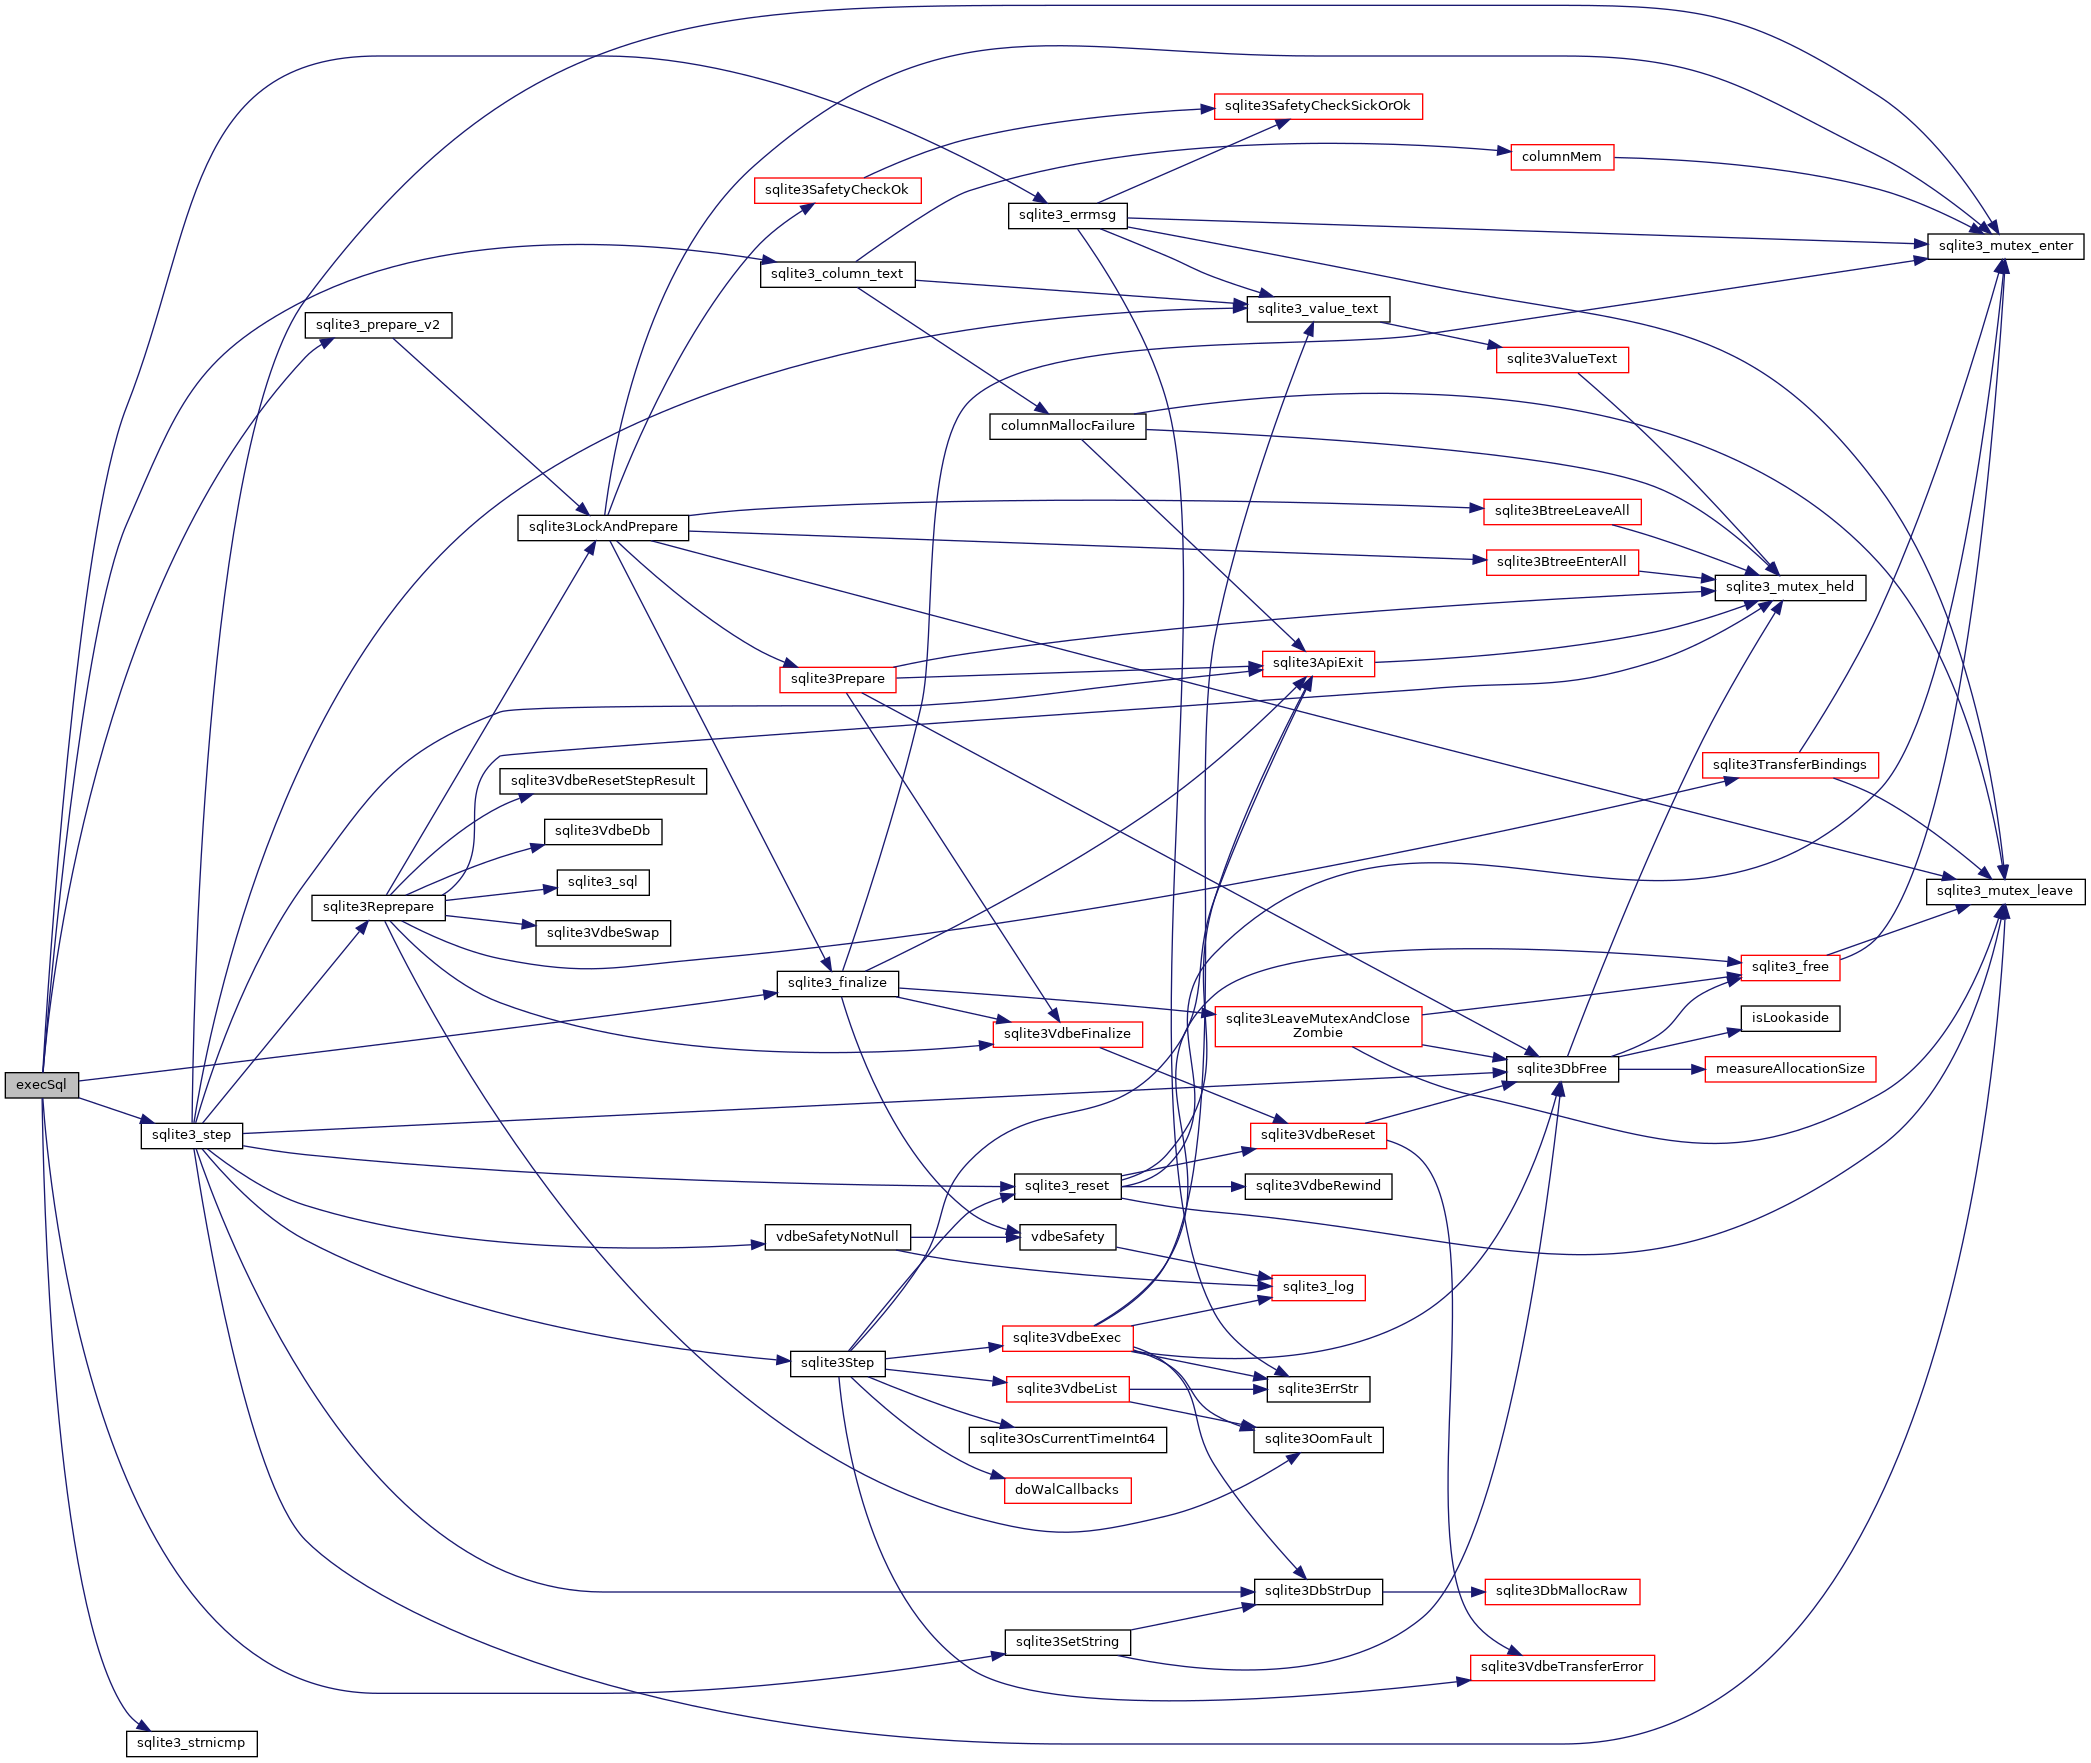 sqlite3SafetyCheckSickOrOk
columnMem
sqlite3SafetyCheckOk
sqlite3_errmsg
sqlite3_mutex_enter
sqlite3_column_text
sqlite3_value_text
sqlite3_prepare_v2
sqlite3ValueText
columnMallocFailure
sqlite3BtreeLeaveAll
sqlite3LockAndPrepare
sqlite3BtreeEnterAll
sqlite3_mutex_held
sqlite3ApiExit
sqlite3Prepare
sqlite3TransferBindings
sqlite3VdbeResetStepResult
sqlite3VdbeDb
sqlite3_sql
sqlite3_mutex_leave
sqlite3Reprepare
sqlite3VdbeSwap
sqlite3_free
sqlite3_finalize
sqlite3LeaveMutexAndClose
Zombie
isLookaside
sqlite3VdbeFinalize
sqlite3DbFree
measureAllocationSize
execSql
sqlite3_step
sqlite3VdbeReset
sqlite3_reset
sqlite3VdbeRewind
vdbeSafetyNotNull
vdbeSafety
sqlite3_log
sqlite3VdbeExec
sqlite3Step
sqlite3VdbeList
sqlite3ErrStr
sqlite3OsCurrentTimeInt64
sqlite3OomFault
doWalCallbacks
sqlite3DbStrDup
sqlite3DbMallocRaw
sqlite3SetString
sqlite3VdbeTransferError
sqlite3_strnicmp